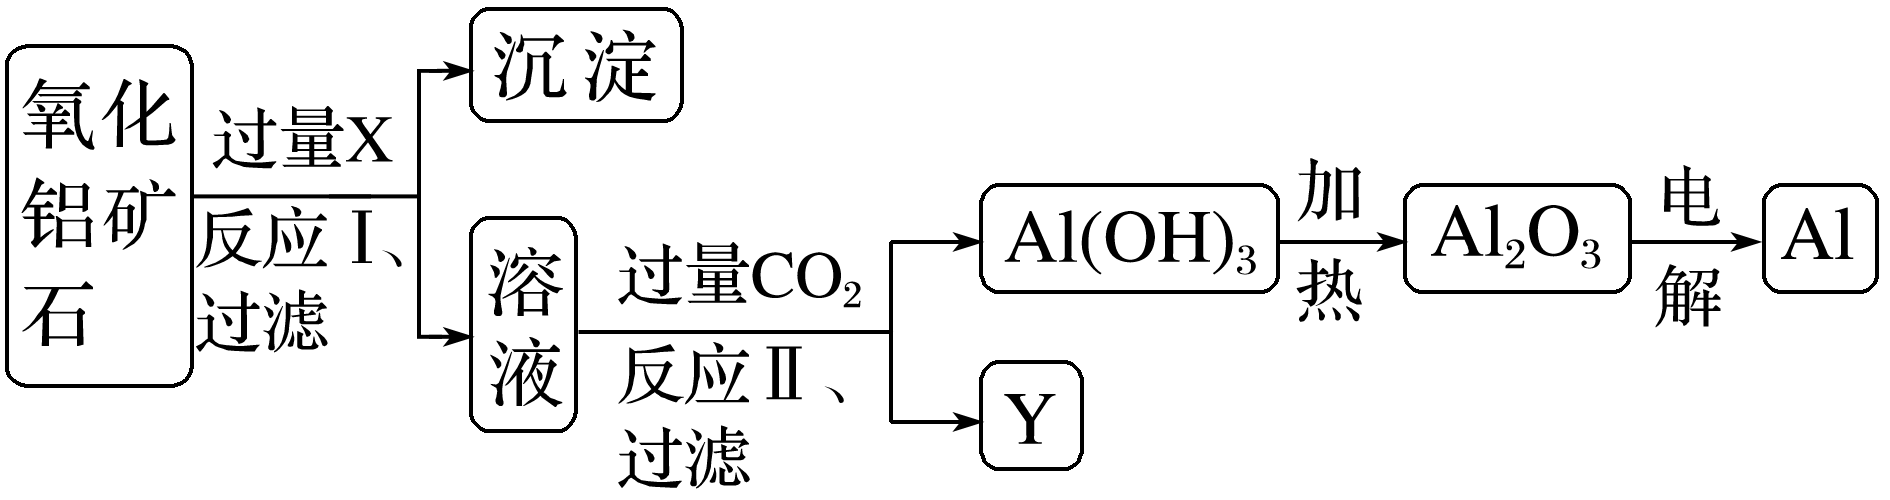 氧化
铝矿
石
过量X
反应Ⅰ、
过滤
沉淀
溶
液
过量CO₂
反应Ⅱ、
过滤
Al(OH)₃
Y
加
热
Al₂O₃
电
解
Al